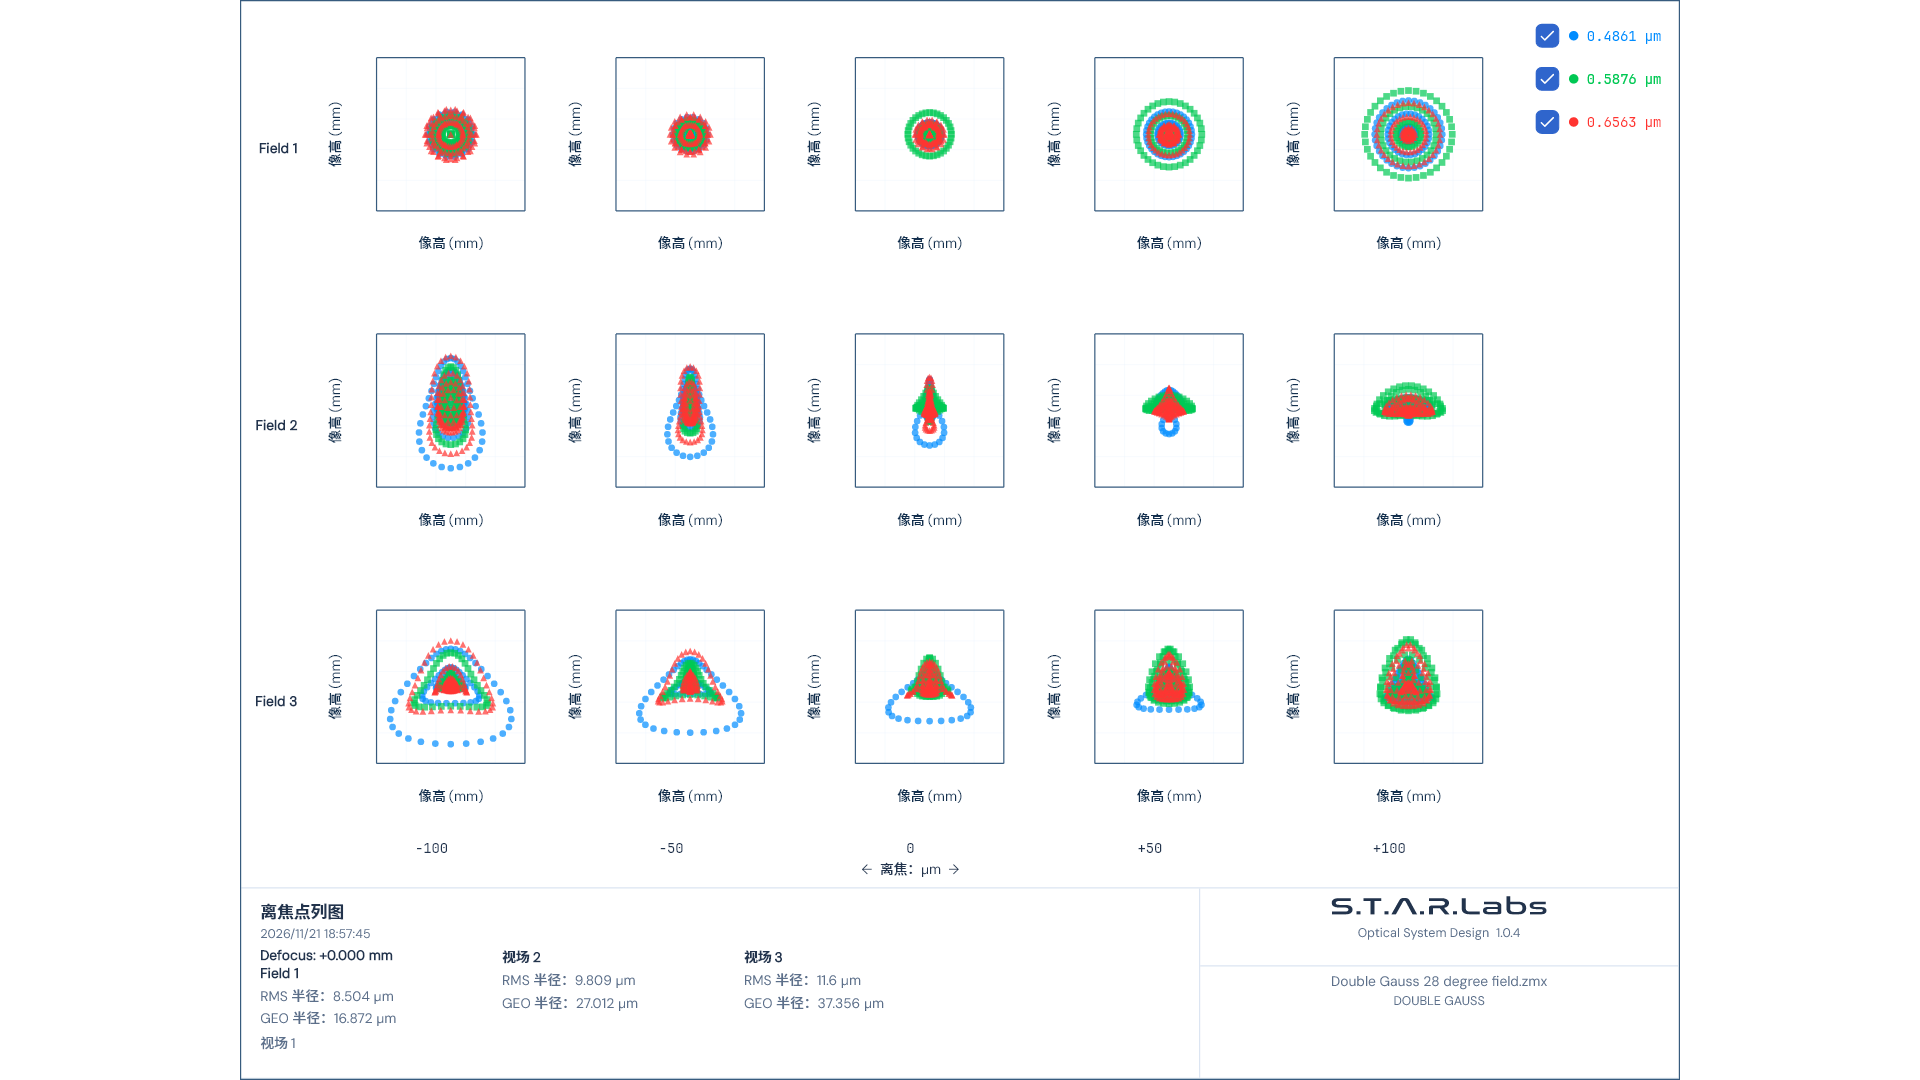 0.4861 µm
0.5876 µm
0.6563 µm
Field 1
像高 (mm)
像高 (mm)
像高 (mm)
像高 (mm)
像高 (mm)
像高 (mm)
像高 (mm)
像高 (mm)
像高 (mm)
像高 (mm)
Field 2
像高 (mm)
像高 (mm)
像高 (mm)
像高 (mm)
像高 (mm)
像高 (mm)
像高 (mm)
像高 (mm)
像高 (mm)
像高 (mm)
Field 3
像高 (mm)
像高 (mm)
像高 (mm)
像高 (mm)
像高 (mm)
像高 (mm)
像高 (mm)
像高 (mm)
像高 (mm)
像高 (mm)
-100 -50 0 +50 +100
← 离焦：µm →
离焦点列图
2026/11/21 18:57:45
Defocus: +0.000 mm
Field 1
RMS 半径：8.504 µm
GEO 半径：16.872 µm
视场 1
视场 2
RMS 半径：9.809 µm
GEO 半径：27.012 µm
视场 3
RMS 半径：11.6 µm
GEO 半径：37.356 µm
S.T.A.R.Labs
Optical System Design 1.0.4
Double Gauss 28 degree field.zmx
DOUBLE GAUSS